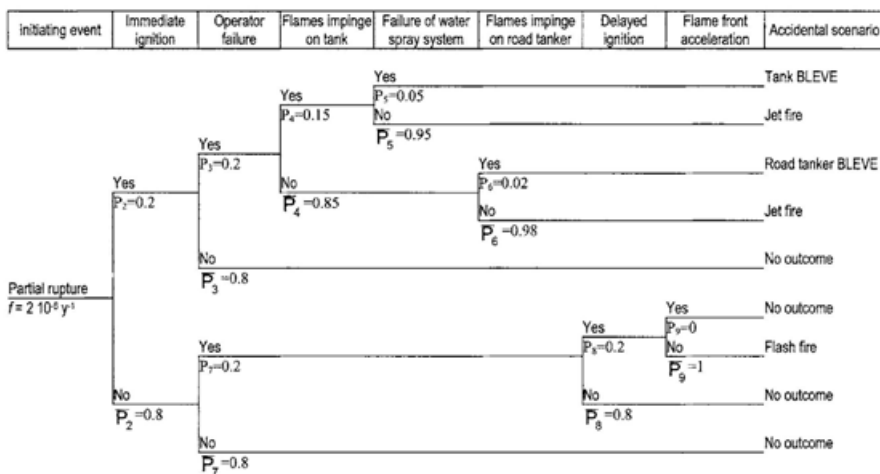 initiating event
Immediate ignition
Operator failure
Flames impinge on tank
Failure of water spray system
Flames impinge on road tanker
Delayed ignition
Flame front acceleration
Accidental scenario
Yes
Tank BLEVE
P₅=0.05
Yes
P₄=0.15
No
Jet fire
P̅₅ =0.95
Yes
P₃=0.2
Yes
Road tanker BLEVE
P₆=0.02
Yes
P₂=0.2
No
P̅₄ =0.85
No
Jet fire
P̅₆ =0.98
No
No outcome
P̅₃ =0.8
Partial rupture
Yes
No outcome
P₉=0
Yes
P₈=0.2
Yes
P₇=0.2
No
Flash fire
P̅₉ =1
No
P̅₂ =0.8
No
No outcome
P̅₈ =0.8
No
No outcome
P̅₇ =0.8